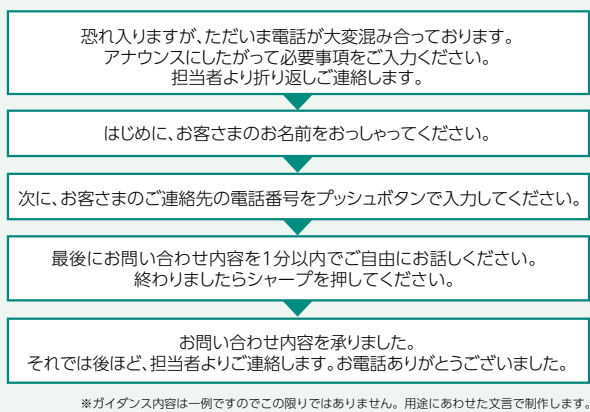 恐れ入りますが、ただいま電話が大変混み合っております。
アナウンスにしたがって必要事項をご入力ください。
担当者より折り返しご連絡します。
はじめに、お客さまのお名前をおっしゃってください。
次に、お客さまのご連絡先の電話番号をプッシュボタンで入力してください。
最後にお問い合わせ内容を1分以内でご自由にお話しください。
終わりましたらシャープを押してください。
お問い合わせ内容を承りました。
それでは後ほど、担当者よりご連絡します。お電話ありがとうございました。
※ガイダンス内容は一例ですのでこの限りではありません。用途にあわせた文言で制作します。